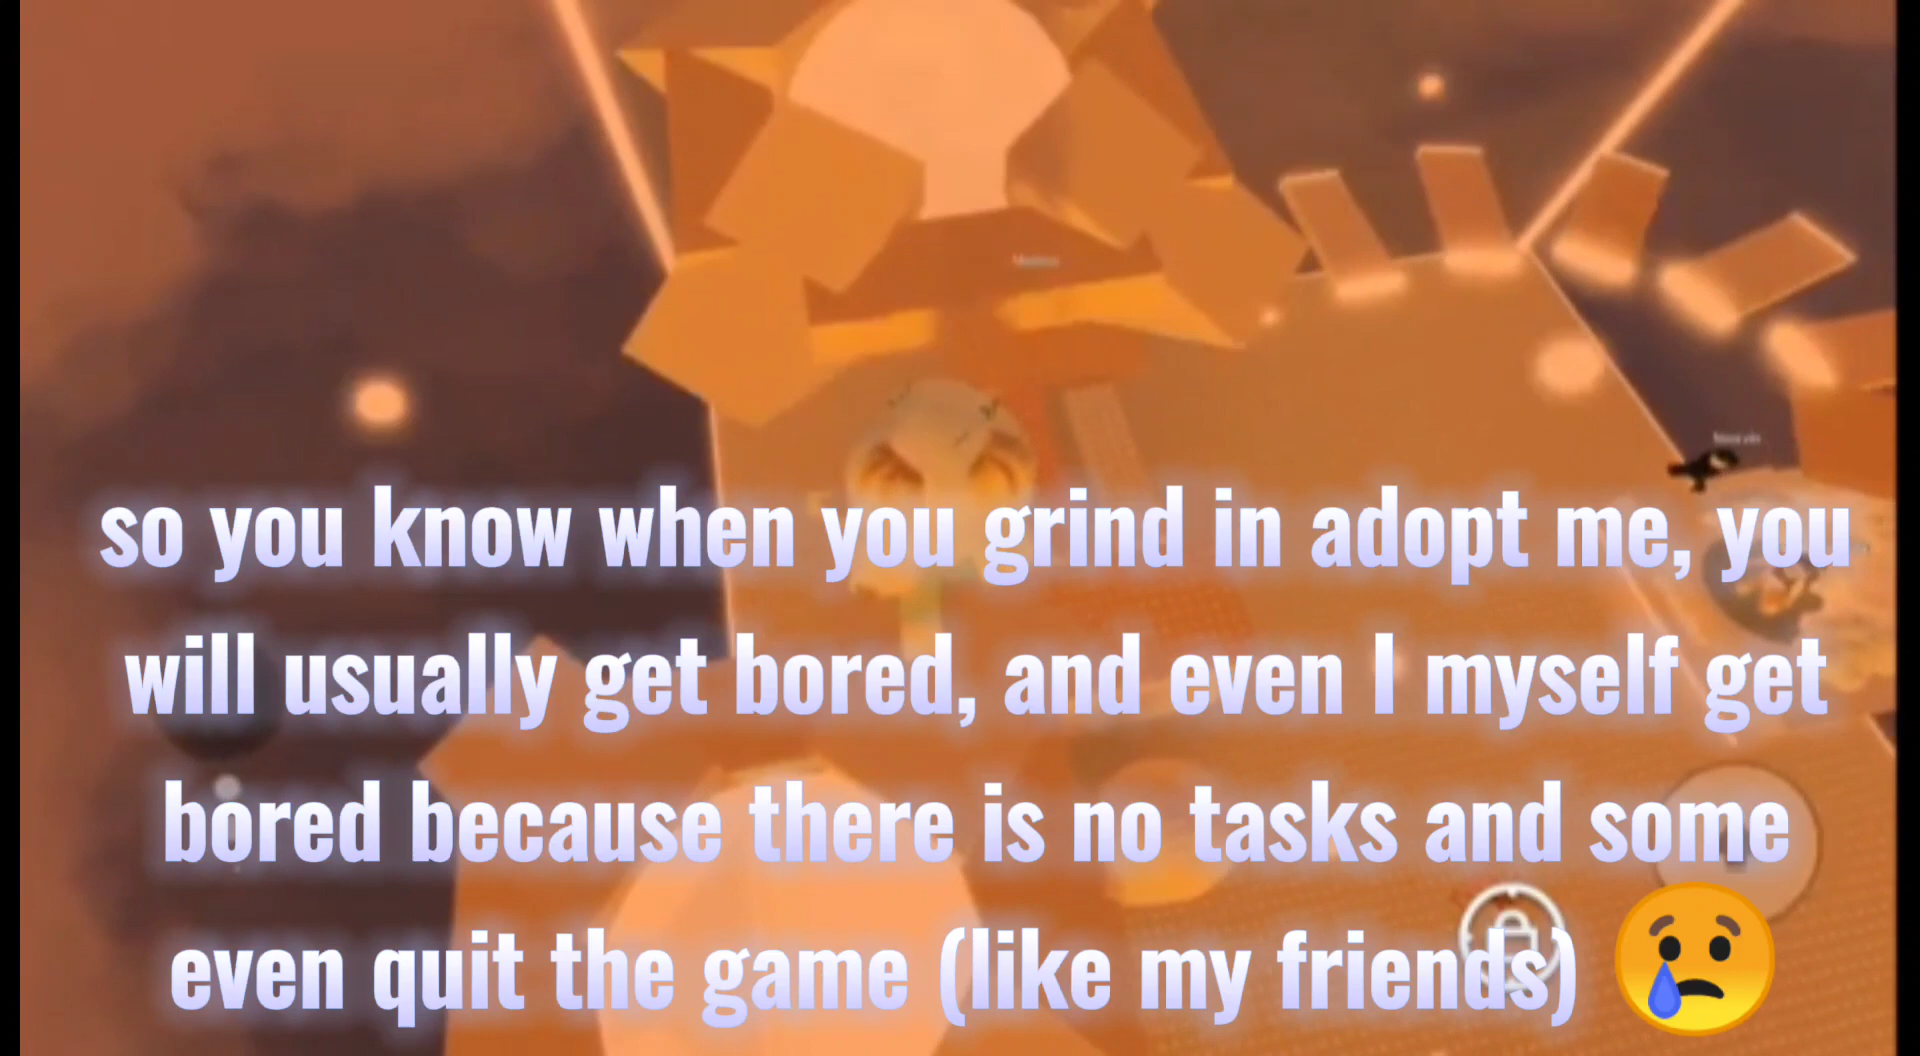 so you know when you grind in adopt me, you
will usually get bored, and even I myself get
bored because there is no tasks and some
even quit the game (like my friends) 😢